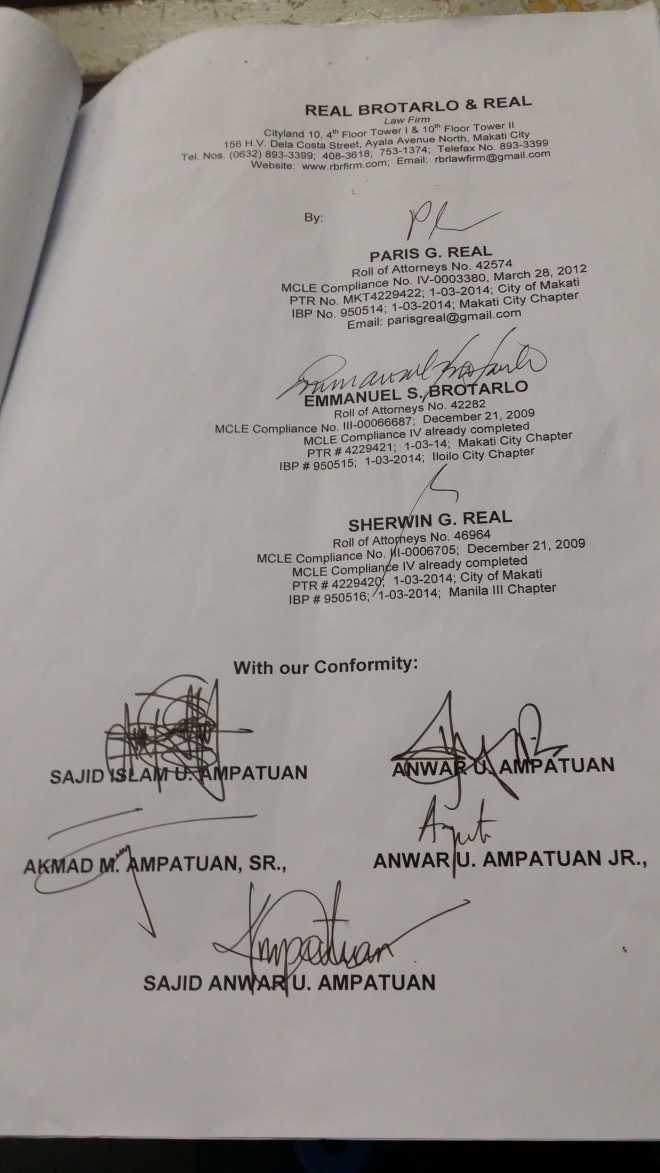 REAL BROTARLO & REAL
Law Firm
Cityland 10, 4th Floor Tower I & 10th Floor Tower II
156 H.V. Dela Costa Street, Ayala Avenue North, Makati City
Tel. Nos. (0632) 893-3399; 408-3618; 753-1374; Telefax No. 893-3399
Website: www.rbrfirm.com; Email: rbrlawfirm@gmail.com
By:
PARIS G. REAL
Roll of Attorneys No. 42574
MCLE Compliance No. IV-0003380, March 28, 2012
PTR No. MKT4229422; 1-03-2014; City of Makati
IBP No. 950514; 1-03-2014; Makati City Chapter
Email: parisgreal@gmail.com
Emmanuel Brotarlo
EMMANUEL S. BROTARLO
Roll of Attorneys No. 42282
MCLE Compliance No. III-00066687; December 21, 2009
MCLE Compliance IV already completed
PTR # 4229421; 1-03-14; Makati City Chapter
IBP # 950515; 1-03-2014; Iloilo City Chapter
SHERWIN G. REAL
Roll of Attorneys No. 46964
MCLE Compliance No. III-0006705; December 21, 2009
MCLE Compliance IV already completed
PTR # 4229420; 1-03-2014; City of Makati
IBP # 950516; 1-03-2014; Manila III Chapter
With our Conformity:
SAJID ISLAM U. AMPATUAN
ANWAR U. AMPATUAN
AKMAD M. AMPATUAN, SR.,
ANWAR U. AMPATUAN JR.,
Ampatuan
SAJID ANWAR U. AMPATUAN